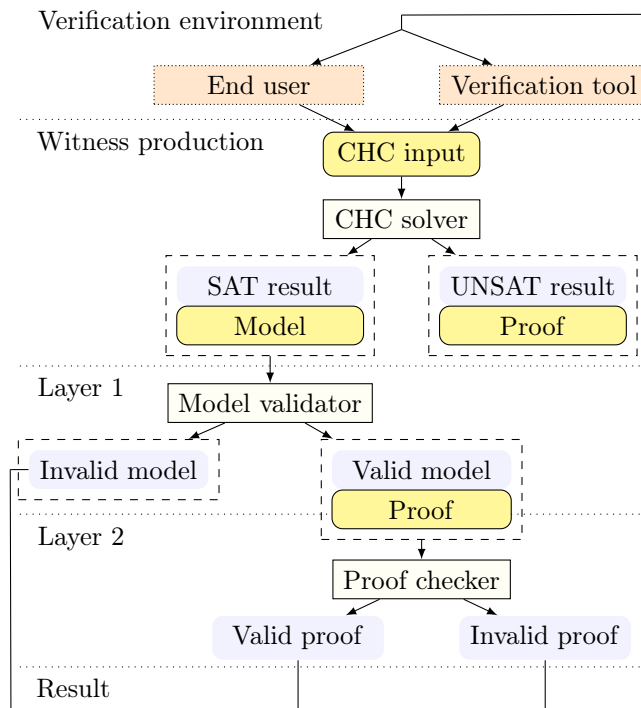 Verification environment
End user
Verification tool
Witness production
CHC input
CHC solver
SAT result
UNSAT result
Model
Proof
Layer 1
Model validator
Invalid model
Valid model
Proof
Layer 2
Proof checker
Valid proof
Invalid proof
Result